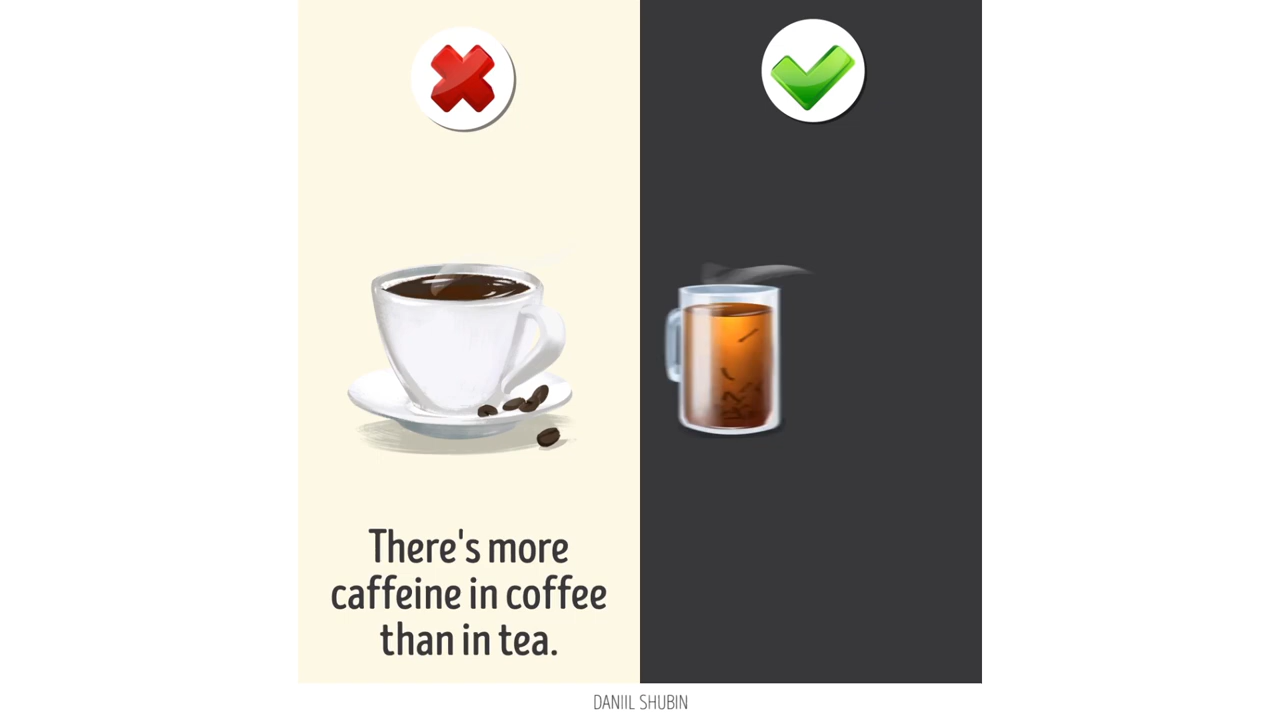 There's more
caffeine in coffee
than in tea.
DANIIL SHUBIN